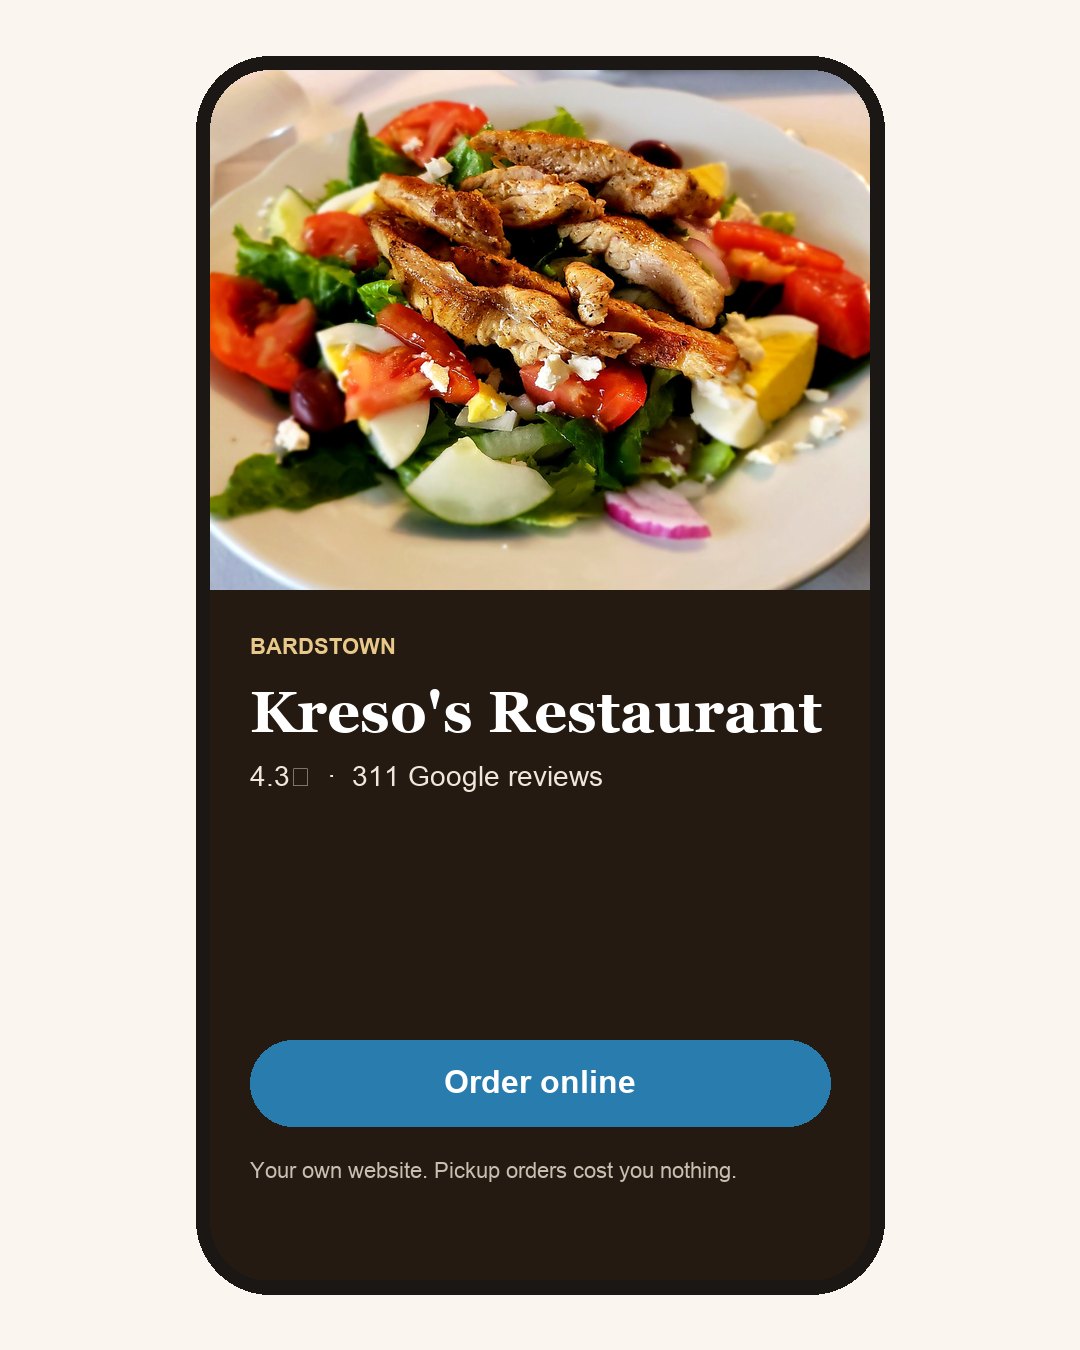 BARDSTOWN
Kreso's Restaurant
4.3□ · 311 Google reviews
Order online
Your own website. Pickup orders cost you nothing.